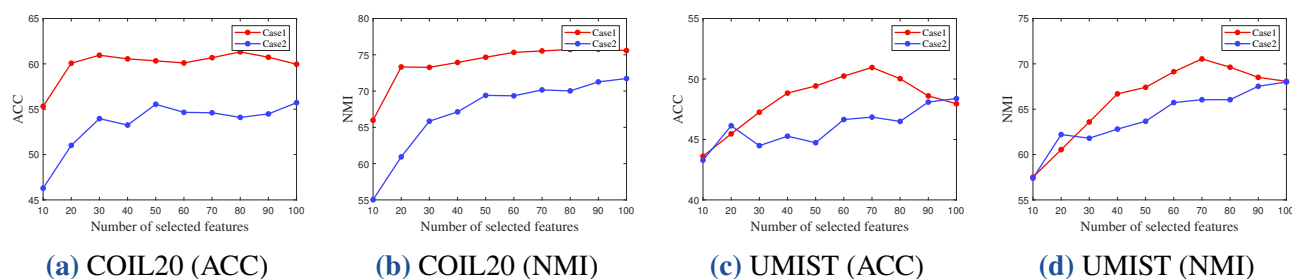 65
60
55
50
45
ACC
10 20 30 40 50 60 70 80 90 100
Number of selected features
Case1
Case2
(a) COIL20 (ACC)
80
75
70
65
60
55
NMI
10 20 30 40 50 60 70 80 90 100
Number of selected features
Case1
Case2
(b) COIL20 (NMI)
55
50
45
40
ACC
10 20 30 40 50 60 70 80 90 100
Number of selected features
Case1
Case2
(c) UMIST (ACC)
75
70
65
60
55
NMI
10 20 30 40 50 60 70 80 90 100
Number of selected features
Case1
Case2
(d) UMIST (NMI)